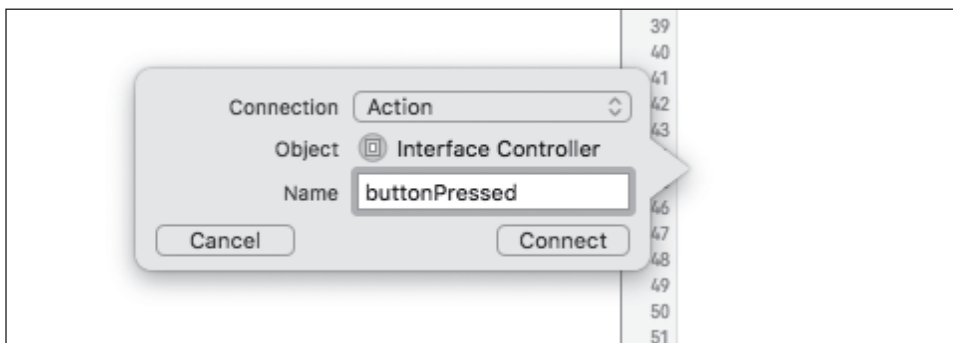 Connection Action
Object Interface Controller
Name buttonPressed
Cancel Connect
39
40
41
42
43
46
47
48
49
50
51